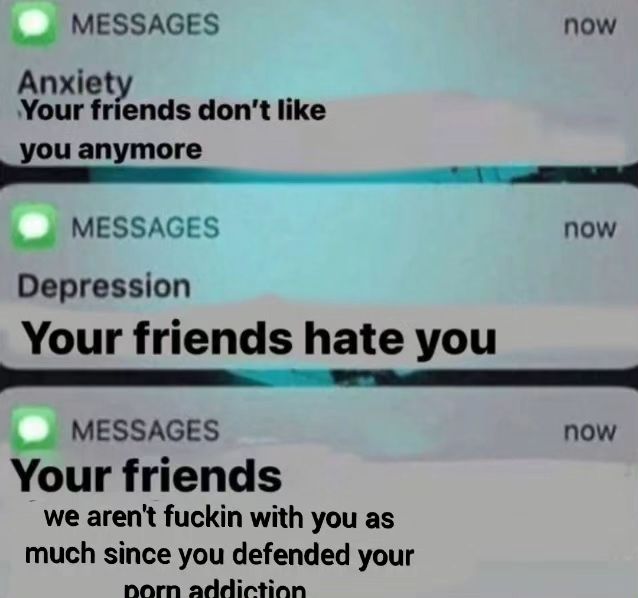 MESSAGES now
Anxiety
Your friends don't like
you anymore
MESSAGES now
Depression
Your friends hate you
MESSAGES now
Your friends
we aren't fuckin with you as
much since you defended your
porn addiction